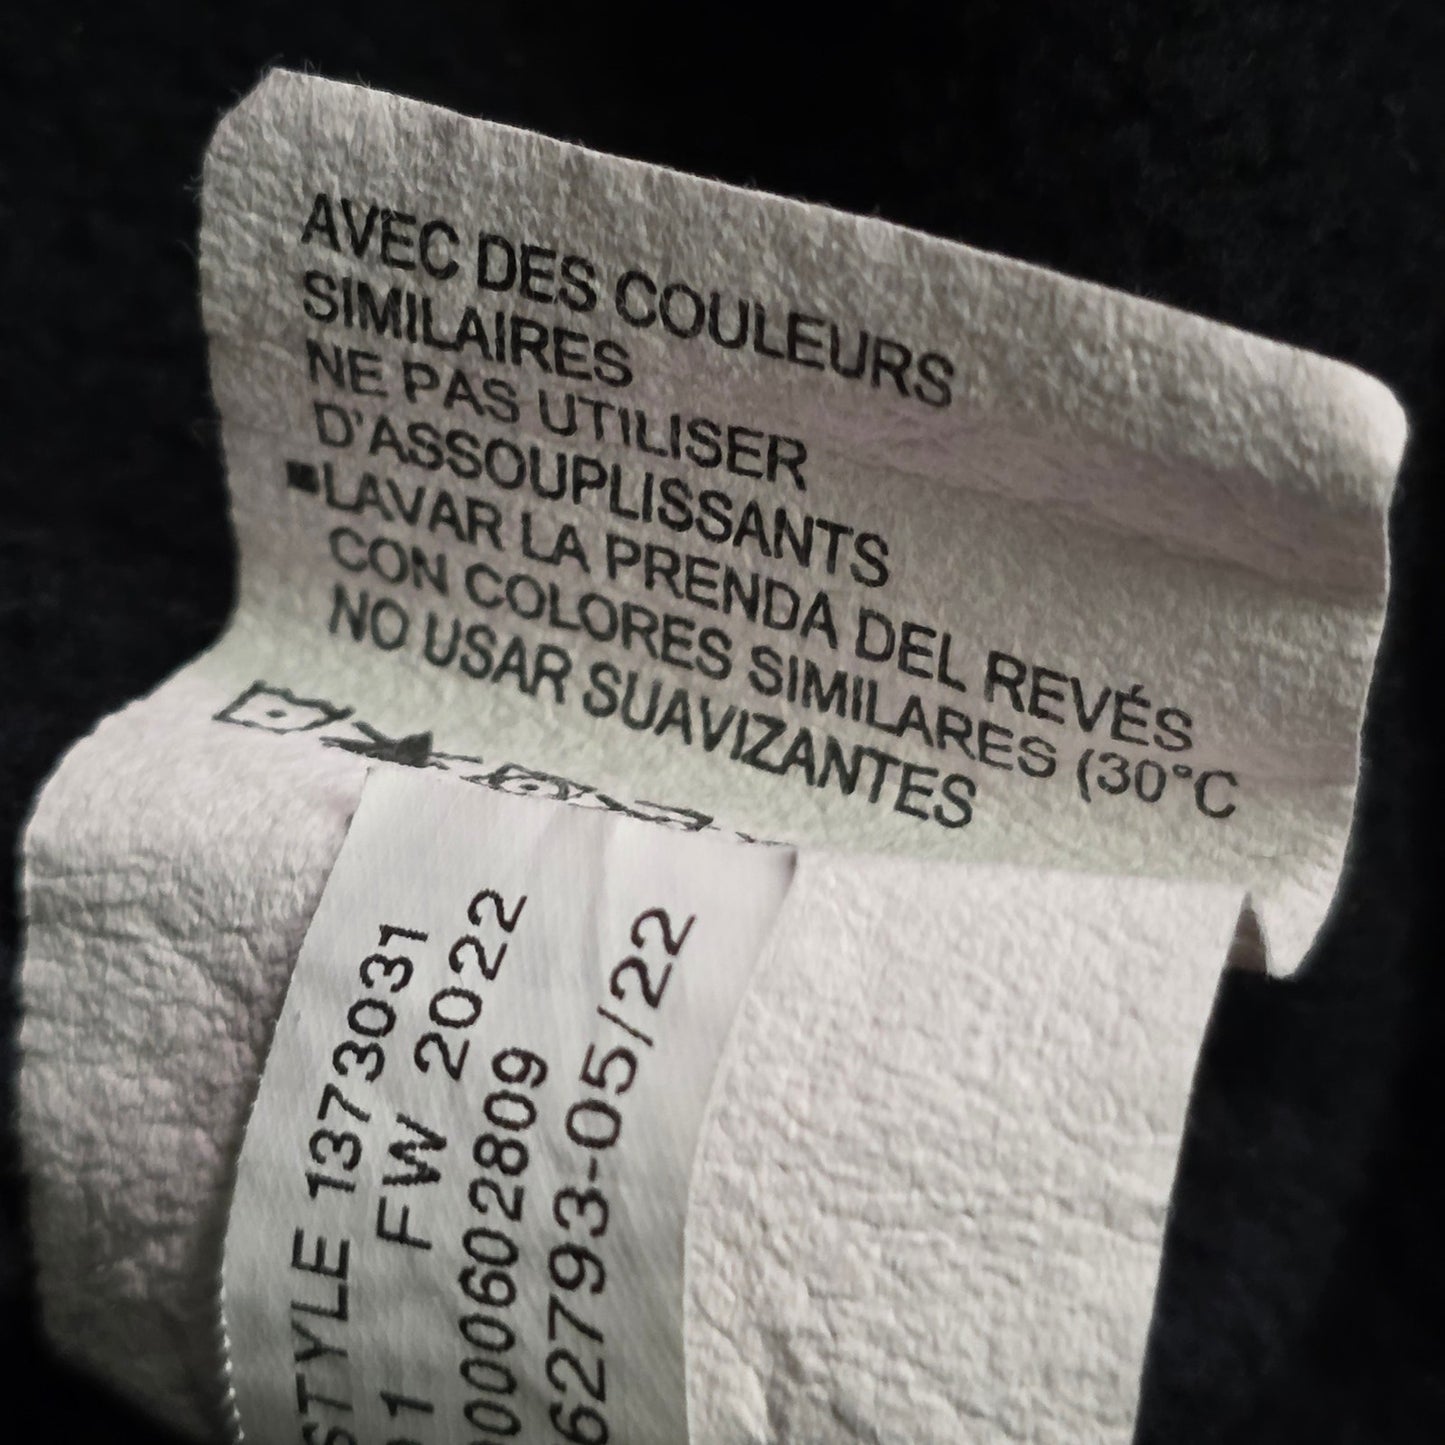 AVEC DES COULEURS
SIMILAIRES
NE PAS UTILISER
D'ASSOUPLISSANTS
■LAVAR LA PRENDA DEL REVÉS
CON COLORES SIMILARES (30°C
NO USAR SUAVIZANTES
STYLE 1373031
01 FW 2022
000602809
62793-05/22